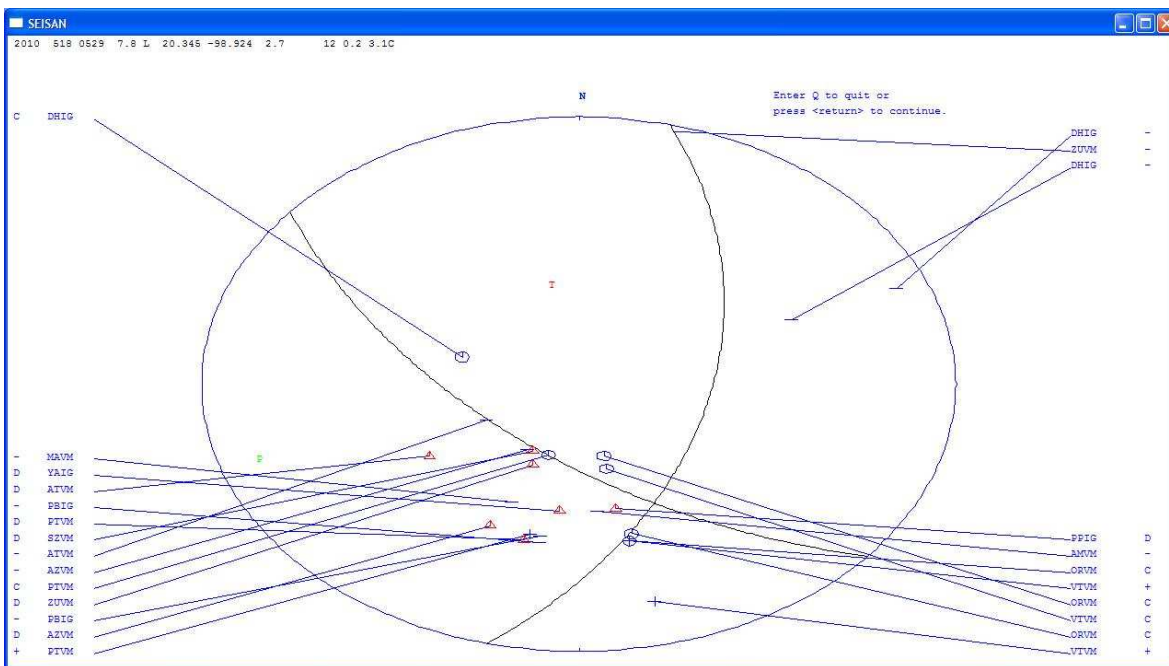 SEISAN
2010 518 0529 7.8 L 20.345 -98.924 2.7 12 0.2 3.1C
N
Enter Q to quit or
press <return> to continue.
C DHIG
DHIG -
ZUVM -
DHIG -
T
P
- MAVM
D YAIG
D ATVM
- PBIG
D PTVM
D SZVM
- ATVM
- AZVM
C PTVM
D ZUVM
- PBIG
D AZVM
+ PTVM
PPIG D
AMVM -
ORVM C
VTVM +
ORVM C
VTVM C
ORVM C
VTVM +